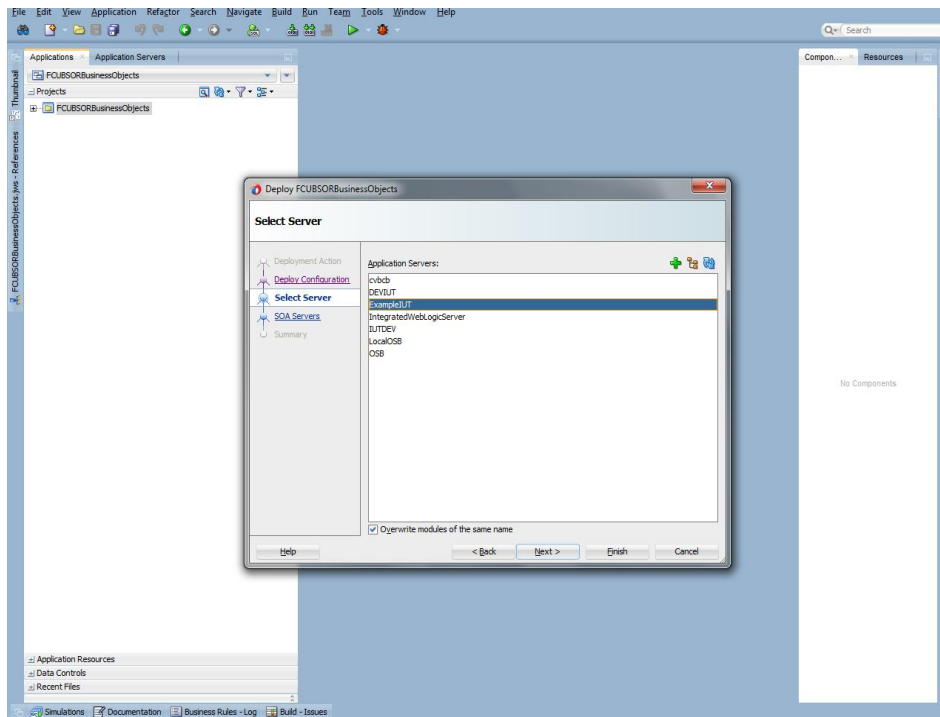 File Edit View Application Refactor Search Navigate Build Run Team Tools Window Help
Search
Applications Application Servers
Compon... Resources
FCUBSORBusinessObjects
Projects
FCUBSORBusinessObjects
Thumbnail
FCUBSORBusinessObjects.jws - References
Deploy FCUBSORBusinessObjects
Select Server
Deployment Action
Deploy Configuration
Select Server
SOA Servers
Summary
Application Servers:
cvbcb
DEVIUT
ExampleIUT
IntegratedWebLogicServer
IUTDEV
LocalOSB
OSB
Overwrite modules of the same name
Help < Back Next > Finish Cancel
No Components
Application Resources
Data Controls
Recent Files
Simulations Documentation Business Rules - Log Build - Issues